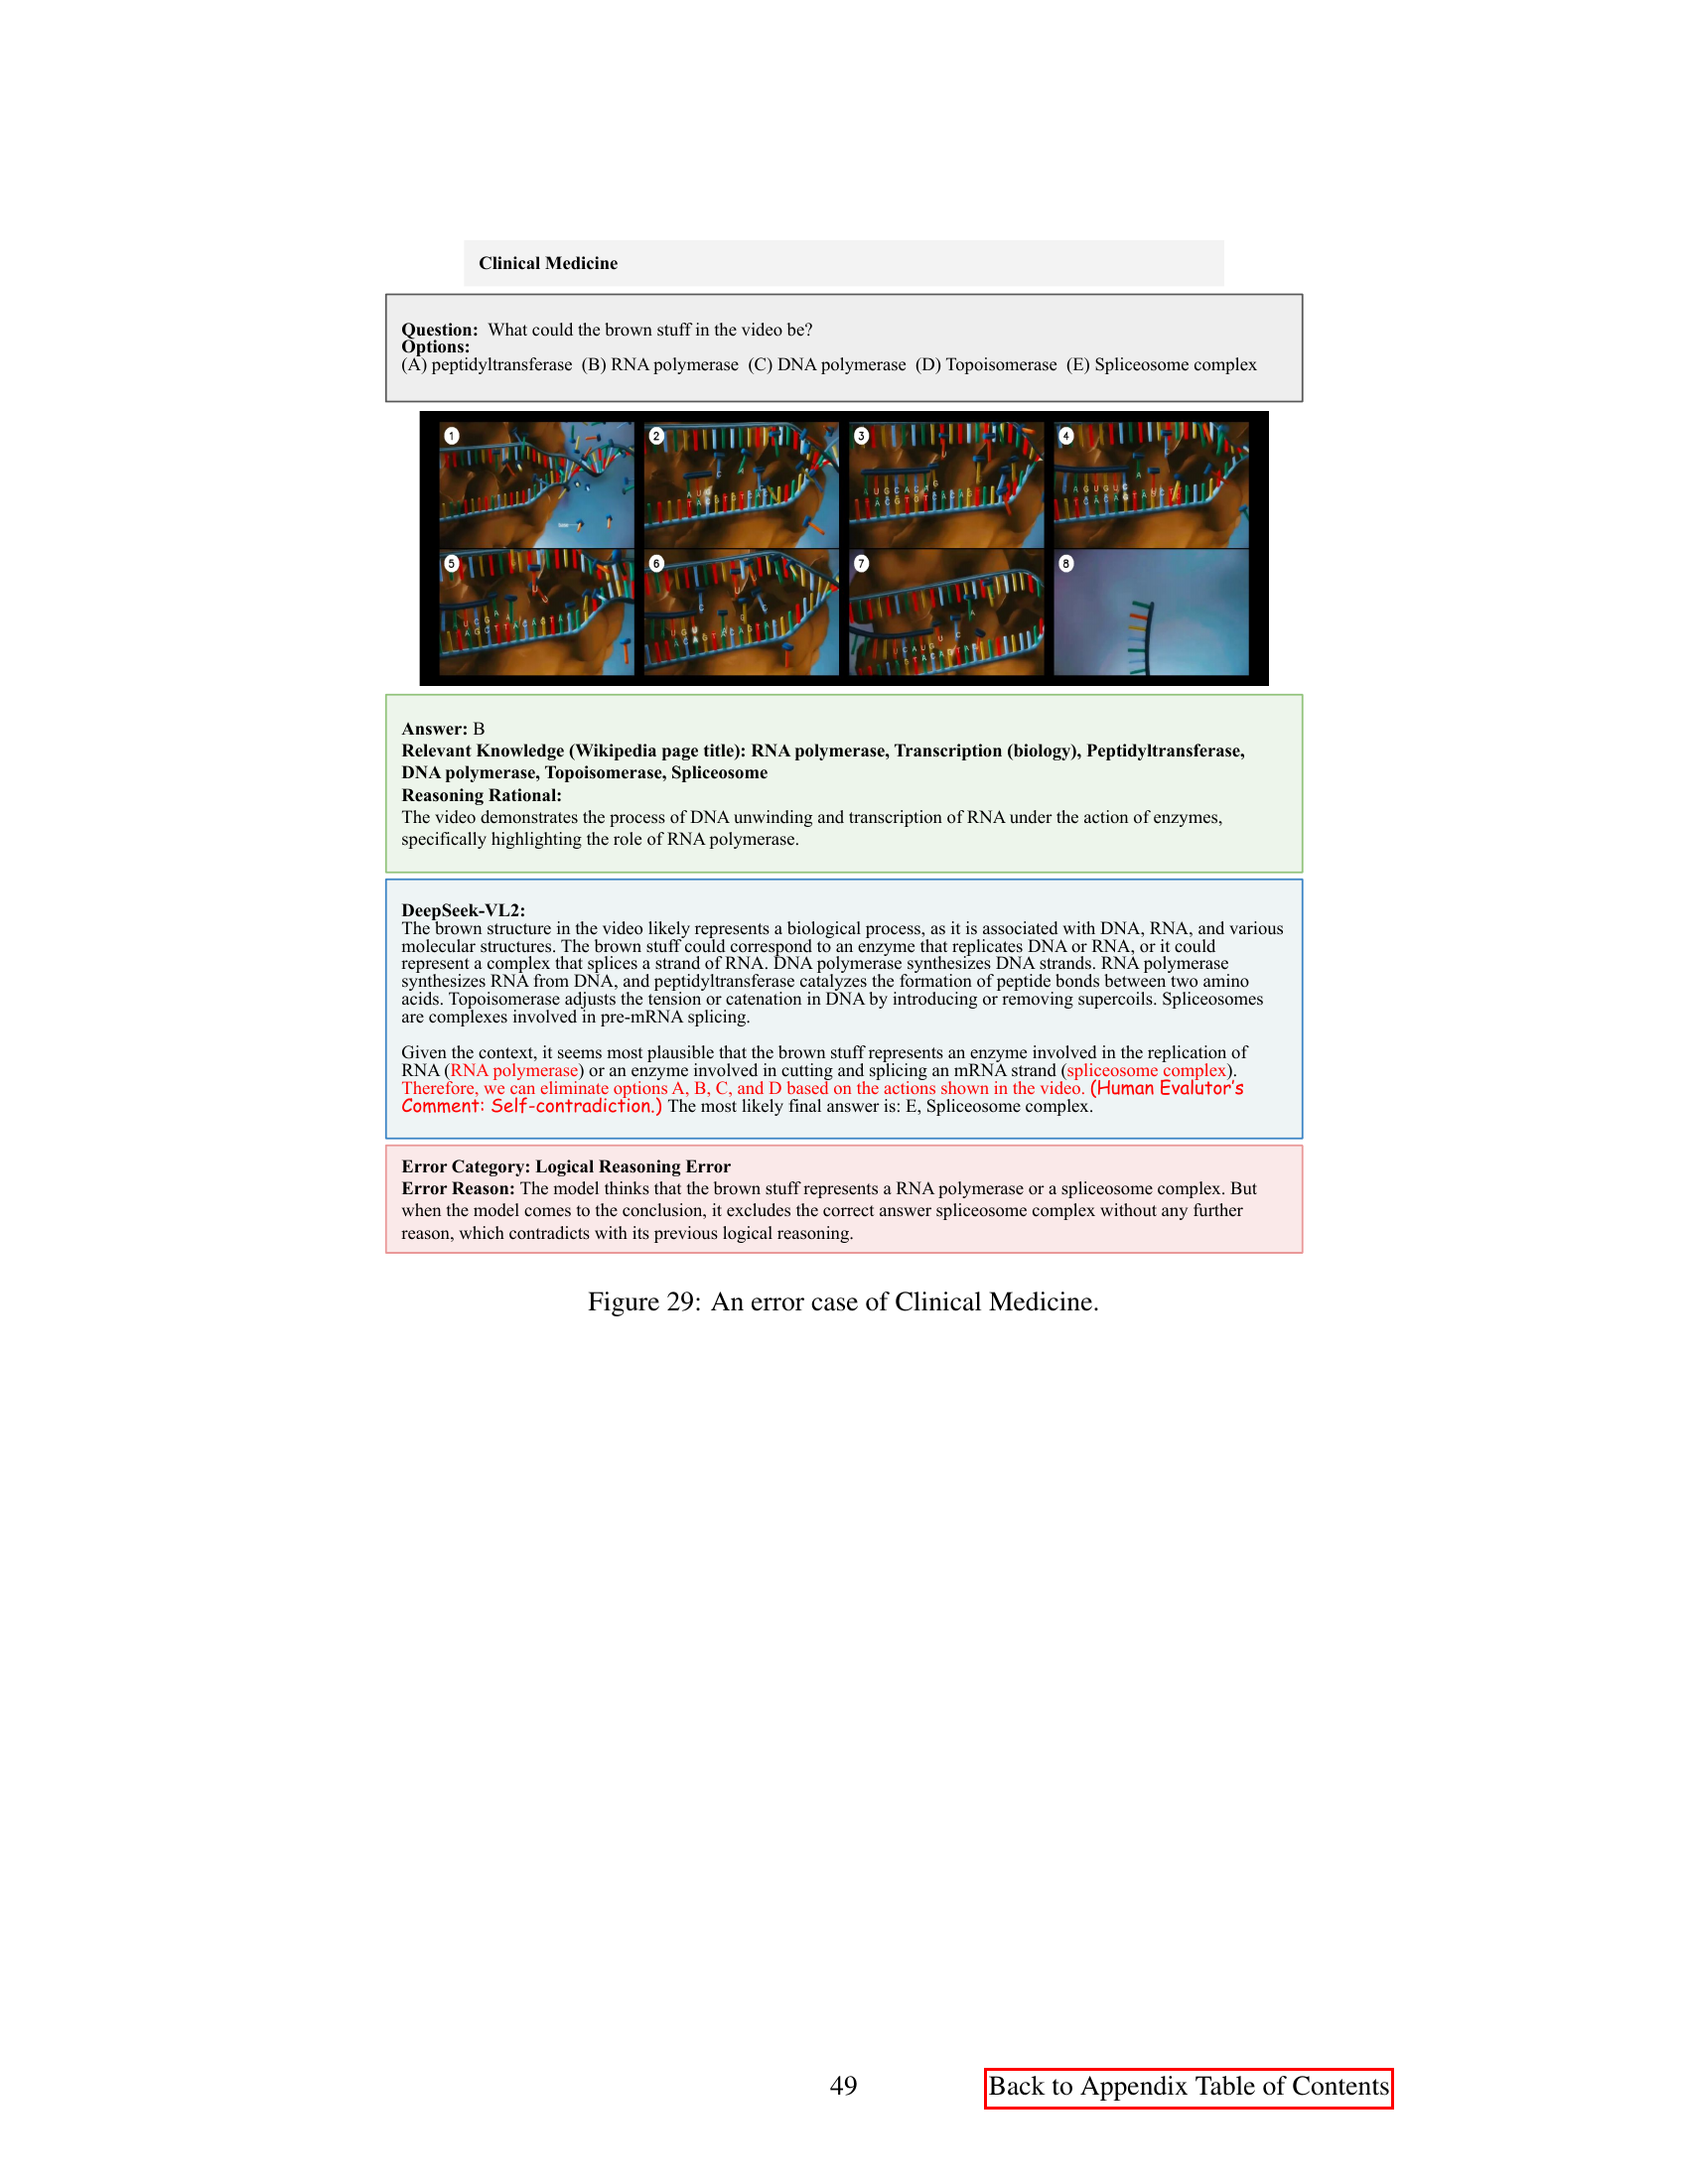 Clinical Medicine
Question: What could the brown stuff in the video be?
Options:
(A) peptidyltransferase (B) RNA polymerase (C) DNA polymerase (D) Topoisomerase (E) Spliceosome complex
1
2
3
4
5
6
7
8
Answer: B
Relevant Knowledge (Wikipedia page title): RNA polymerase, Transcription (biology), Peptidyltransferase,
DNA polymerase, Topoisomerase, Spliceosome
Reasoning Rational:
The video demonstrates the process of DNA unwinding and transcription of RNA under the action of enzymes,
specifically highlighting the role of RNA polymerase.
DeepSeek-VL2:
The brown structure in the video likely represents a biological process, as it is associated with DNA, RNA, and various
molecular structures. The brown stuff could correspond to an enzyme that replicates DNA or RNA, or it could
represent a complex that splices a strand of RNA. DNA polymerase synthesizes DNA strands. RNA polymerase
synthesizes RNA from DNA, and peptidyltransferase catalyzes the formation of peptide bonds between two amino
acids. Topoisomerase adjusts the tension or catenation in DNA by introducing or removing supercoils. Spliceosomes
are complexes involved in pre-mRNA splicing.
Given the context, it seems most plausible that the brown stuff represents an enzyme involved in the replication of
RNA (RNA polymerase) or an enzyme involved in cutting and splicing an mRNA strand (spliceosome complex).
Therefore, we can eliminate options A, B, C, and D based on the actions shown in the video. (Human Evalutor's
Comment: Self-contradiction.) The most likely final answer is: E, Spliceosome complex.
Error Category: Logical Reasoning Error
Error Reason: The model thinks that the brown stuff represents a RNA polymerase or a spliceosome complex. But
when the model comes to the conclusion, it excludes the correct answer spliceosome complex without any further
reason, which contradicts with its previous logical reasoning.
Figure 29: An error case of Clinical Medicine.
49
Back to Appendix Table of Contents